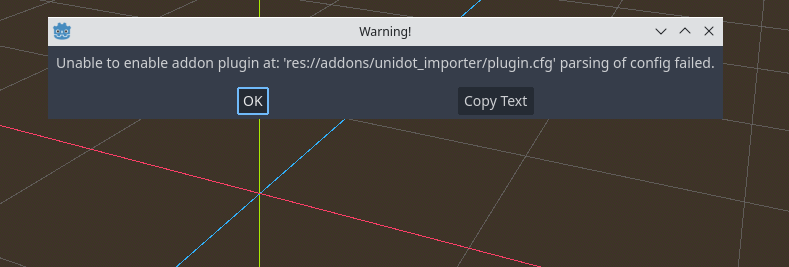 Warning!
Unable to enable addon plugin at: 'res://addons/unidot_importer/plugin.cfg' parsing of config failed.
OK
Copy Text